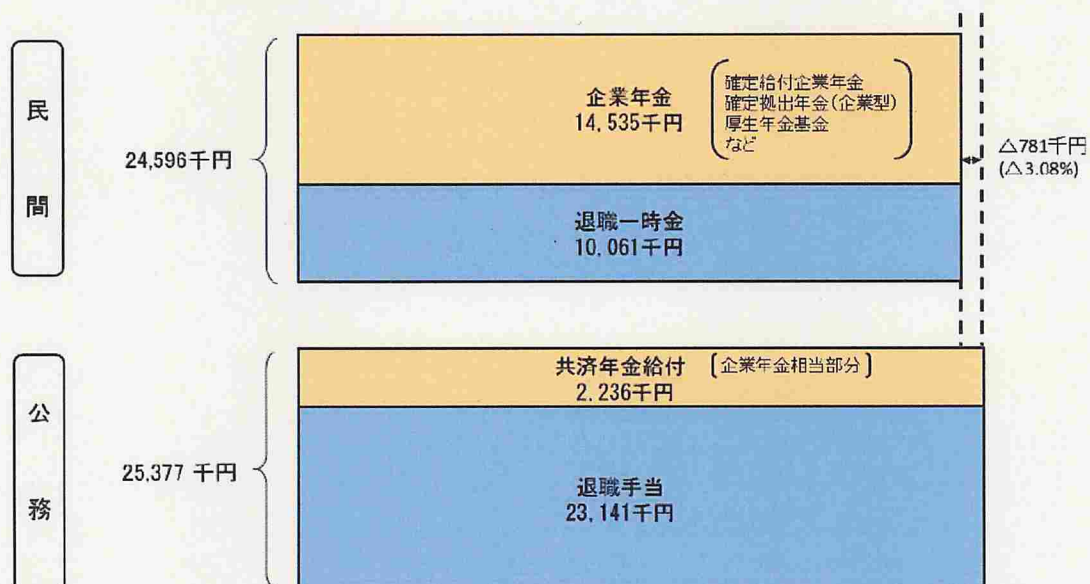 民間
24,596千円
企業年金
14,535千円
確定給付企業年金
確定拠出年金(企業型)
厚生年金基金
など
退職一時金
10,061千円
△781千円
(△3.08%)
公務
25,377 千円
共済年金給付 [企業年金相当部分]
2,236千円
退職手当
23,141千円